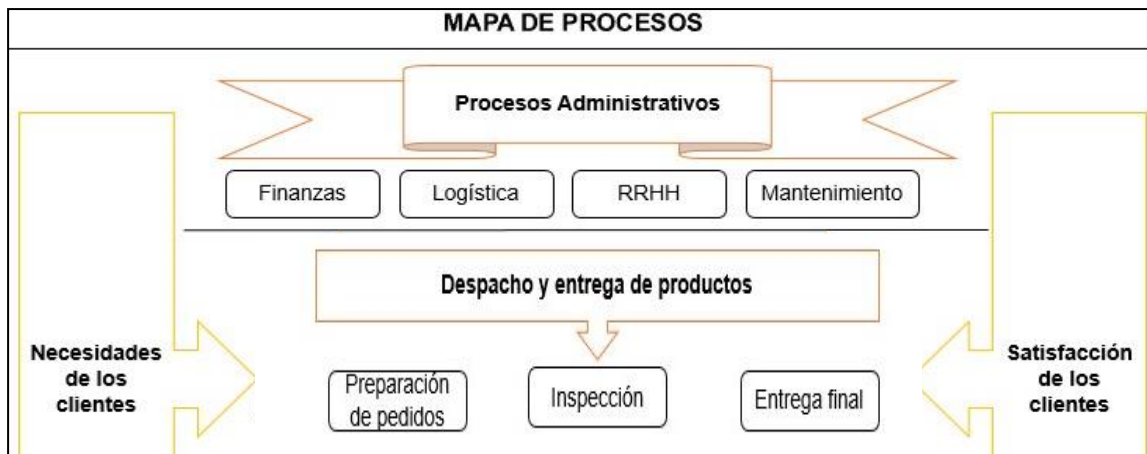 MAPA DE PROCESOS
Procesos Administrativos
Finanzas
Logística
RRHH
Mantenimiento
Despacho y entrega de productos
Necesidades
de los
clientes
Preparación
de pedidos
Inspección
Entrega final
Satisfacción
de los
clientes